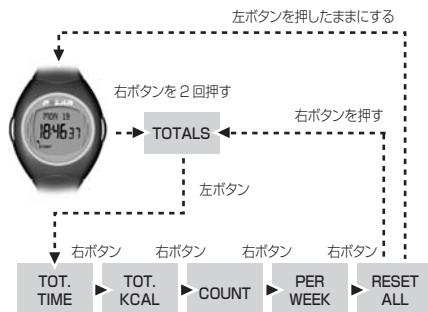 左ボタンを押したままにする
右ボタンを2回押す
右ボタンを押す
POLAR
MON 19
18:46 37
TOTALS
左ボタン
右ボタン
右ボタン
右ボタン
右ボタン
TOT.
TIME
TOT.
KCAL
COUNT
PER
WEEK
RESET
ALL